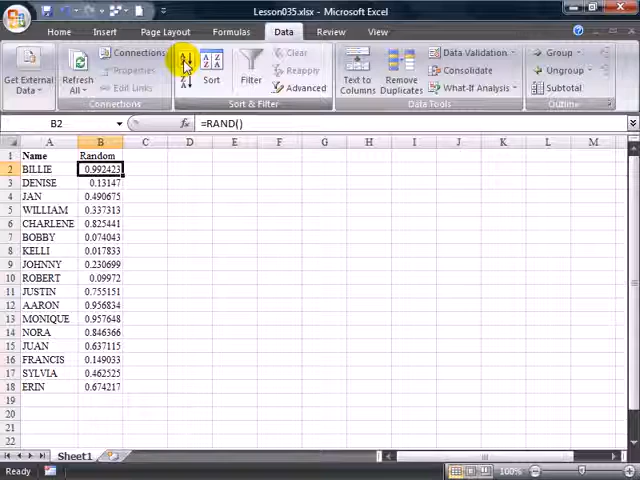 Lesson035.xlsx - Microsoft Excel
Home Insert Page Layout Formulas Data Review View
Get External Data
Refresh All
Connections
Properties
Edit Links
Connections
Sort
Filter
Clear
Reapply
Advanced
Sort & Filter
Text to Columns
Remove Duplicates
Data Validation
Consolidate
What-If Analysis
Data Tools
Group
Ungroup
Subtotal
Outline
B2 fx =RAND()
A B C D E F G H I J K L M
1 Name Random
2 BILLIE 0.992423
3 DENISE 0.13147
4 JAN 0.490675
5 WILLIAM 0.337313
6 CHARLENE 0.825441
7 BOBBY 0.074043
8 KELLI 0.017833
9 JOHNNY 0.230699
10 ROBERT 0.09972
11 JUSTIN 0.755151
12 AARON 0.956834
13 MONIQUE 0.957648
14 NORA 0.846366
15 JUAN 0.637115
16 FRANCIS 0.149033
17 SYLVIA 0.462525
18 ERIN 0.674217
19
20
21
22
Sheet1
Ready 100%